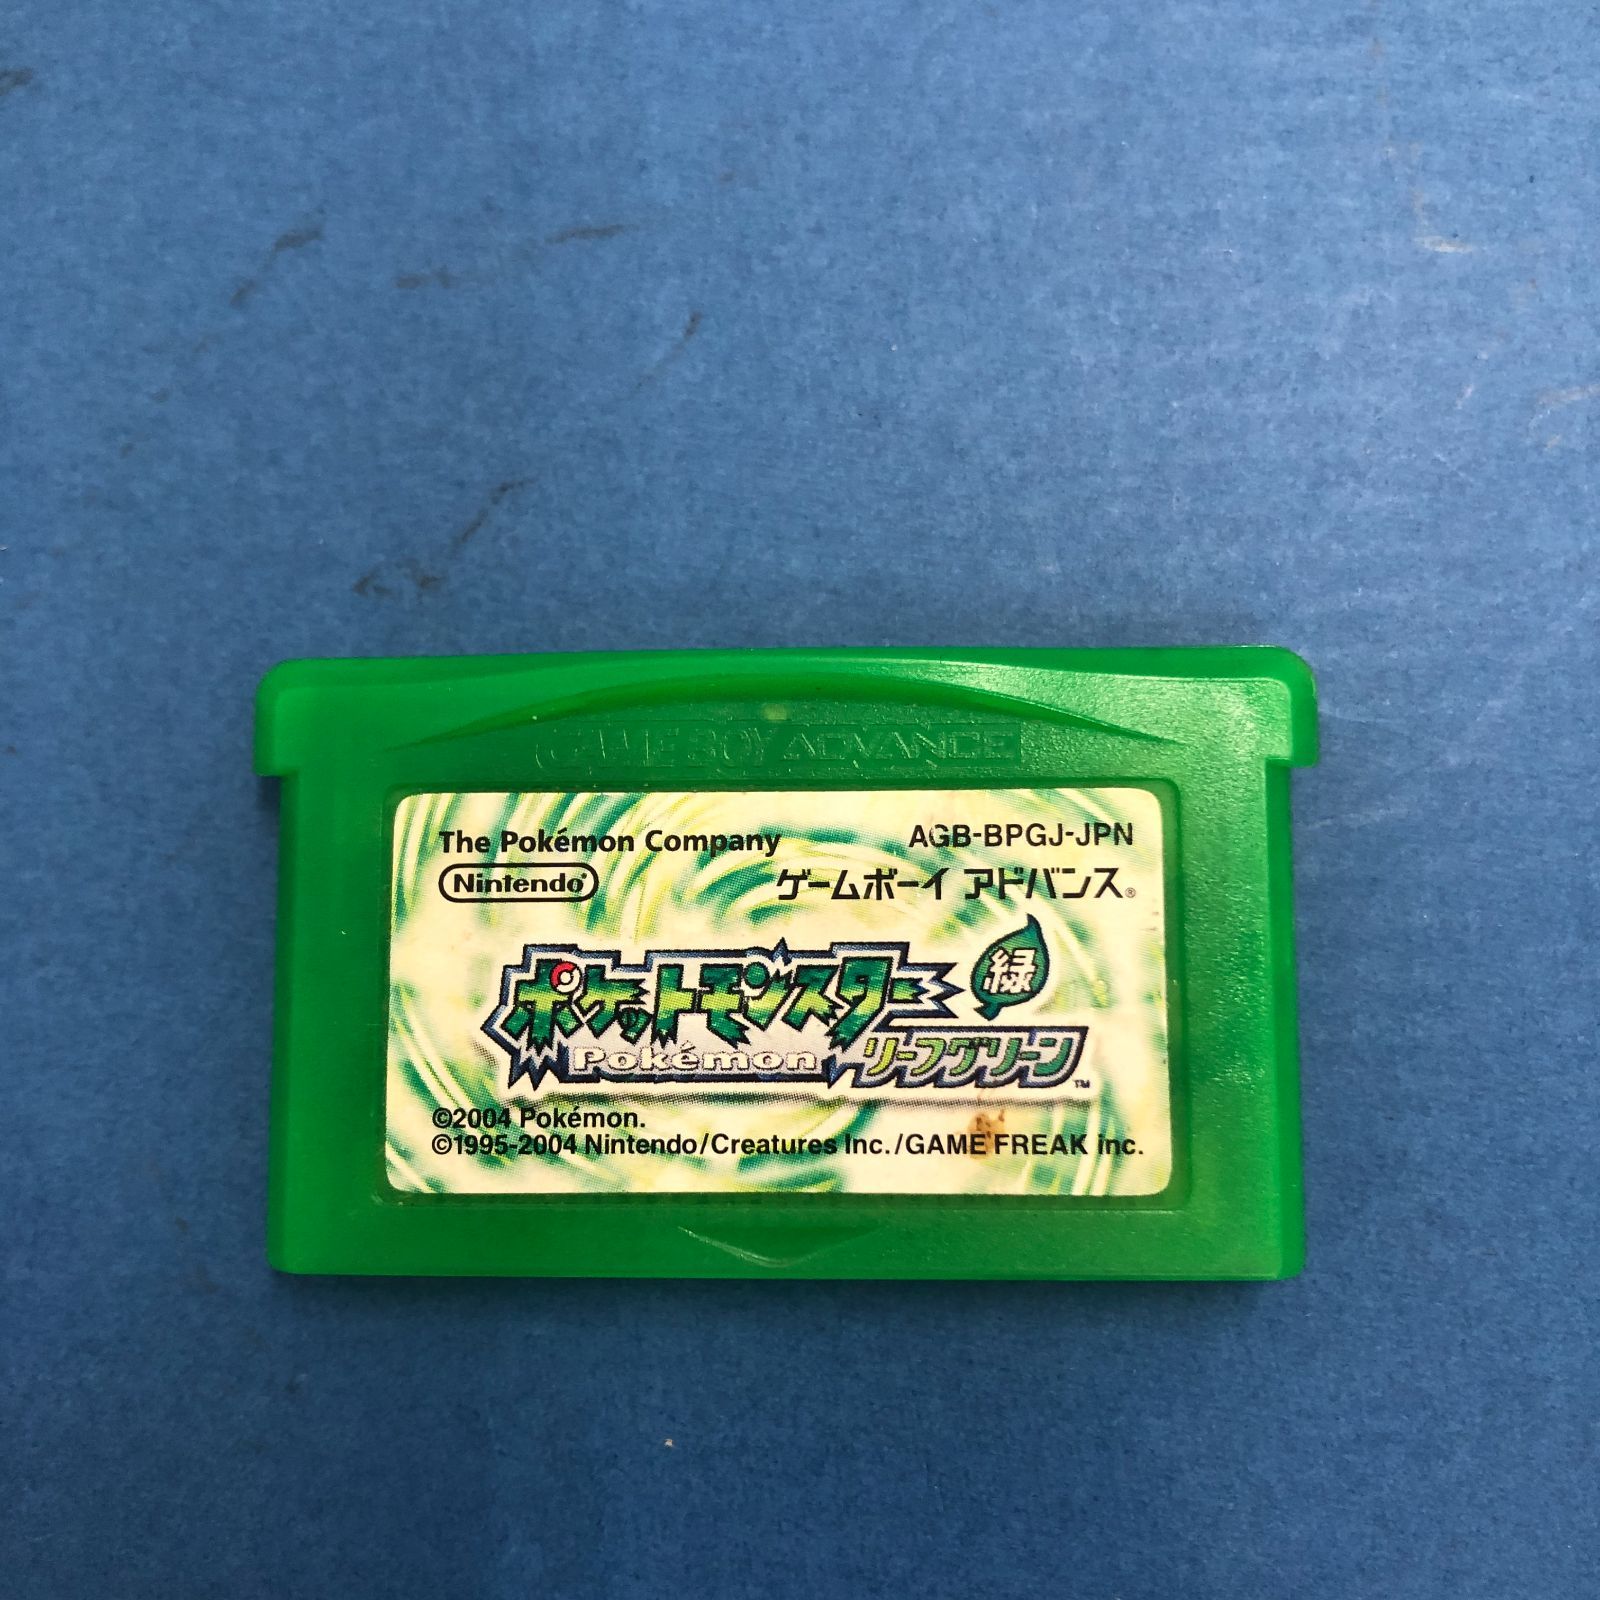 GAME BOY ADVANCE
The Pokémon Company
AGB-BPGJ-JPN
Nintendo®
ゲームボーイ アドバンス®
ポケットモンスター
緑
Pokémon
リーフグリーン™
©2004 Pokémon.
©1995-2004 Nintendo/Creatures Inc./GAME FREAK inc.